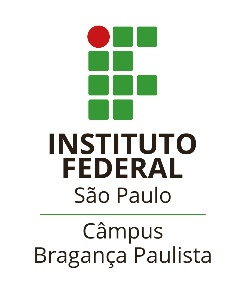 INSTITUTO
FEDERAL
São Paulo
Câmpus
Bragança Paulista